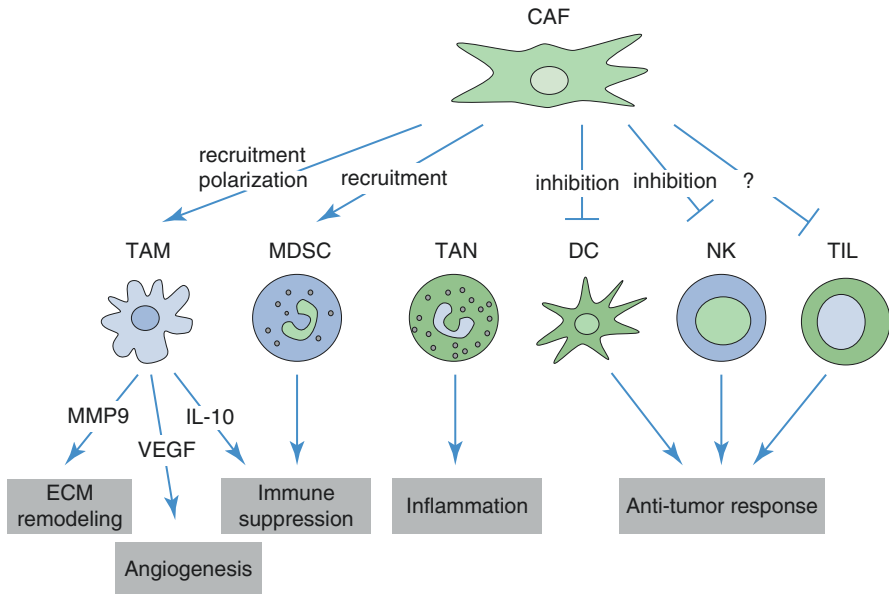 CAF
recruitment
polarization
recruitment
inhibition
inhibition
?
TAM
MDSC
TAN
DC
NK
TIL
MMP9
VEGF
IL-10
ECM
remodeling
Immune
suppression
Inflammation
Anti-tumor response
Angiogenesis